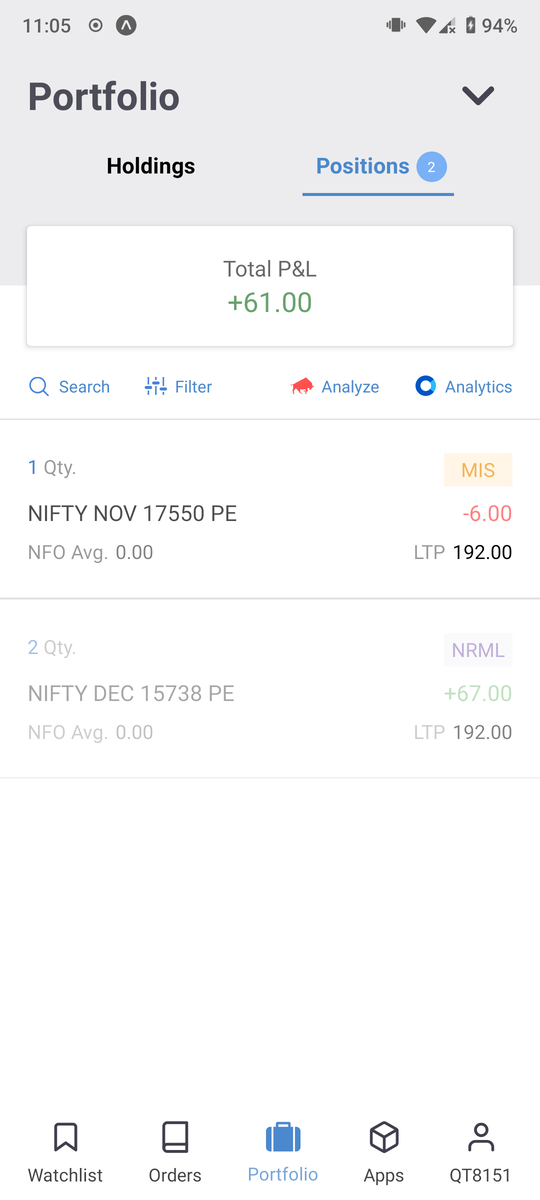 11:05 94%
Portfolio
Holdings Positions 2
Total P&L
+61.00
Search Filter Analyze Analytics
1 Qty. MIS
NIFTY NOV 17550 PE -6.00
NFO Avg. 0.00 LTP 192.00
2 Qty. NRML
NIFTY DEC 15738 PE +67.00
NFO Avg. 0.00 LTP 192.00
Watchlist Orders Portfolio Apps QT8151